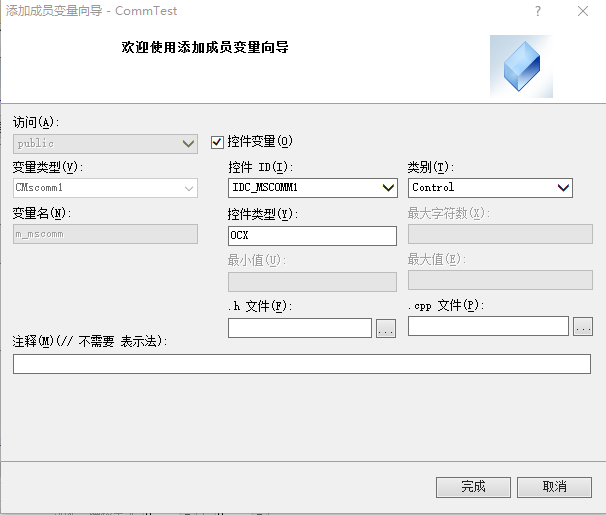 添加成员变量向导 - CommTest
?
欢迎使用添加成员变量向导
访问(A):
public
控件变量(O)
变量类型(V):
控件 ID(I):
类别(T):
CMscomm1
IDC_MSCOMM1
Control
变量名(N):
控件类型(Y):
最大字符数(X):
m_mscomm
OCX
最小值(U):
最大值(E):
.h 文件(F):
.cpp 文件(P):
...
...
注释(M)(// 不需要 表示法):
完成
取消